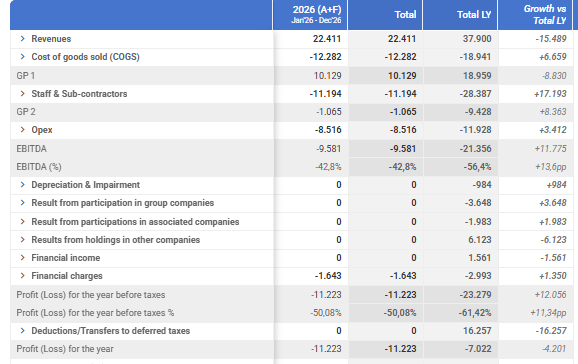 2026 (A+F) Total Total LY Growth vs
Jan'26 - Dec'26 Total LY
Revenues 22.411 22.411 37.900 -15.489
Cost of goods sold (COGS) -12.282 -12.282 -18.941 +6.659
GP 1 10.129 10.129 18.959 -8.830
Staff & Sub-contractors -11.194 -11.194 -28.387 +17.193
GP 2 -1.065 -1.065 -9.428 +8.363
Opex -8.516 -8.516 -11.928 +3.412
EBITDA -9.581 -9.581 -21.356 +11.775
EBITDA (%) -42,8% -42,8% -56,4% +13,6pp
Depreciation & Impairment 0 0 -984 +984
Result from participation in group companies 0 0 -3.648 +3.648
Result from participations in associated companies 0 0 -1.983 +1.983
Results from holdings in other companies 0 0 6.123 -6.123
Financial income 0 0 1.561 -1.561
Financial charges -1.643 -1.643 -2.993 +1.350
Profit (Loss) for the year before taxes -11.223 -11.223 -23.279 +12.056
Profit (Loss) for the year before taxes % -50,08% -50,08% -61,42% +11,34pp
Deductions/Transfers to deferred taxes 0 0 16.257 -16.257
Profit (Loss) for the year -11.223 -11.223 -7.022 -4.201